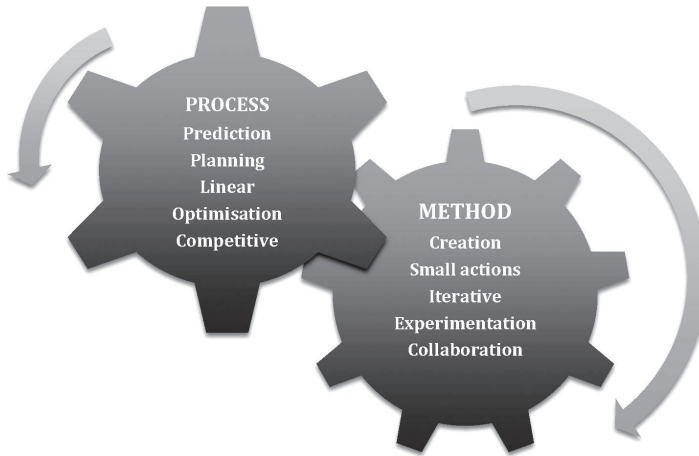 PROCESS
Prediction
Planning
Linear
Optimisation
Competitive
METHOD
Creation
Small actions
Iterative
Experimentation
Collaboration